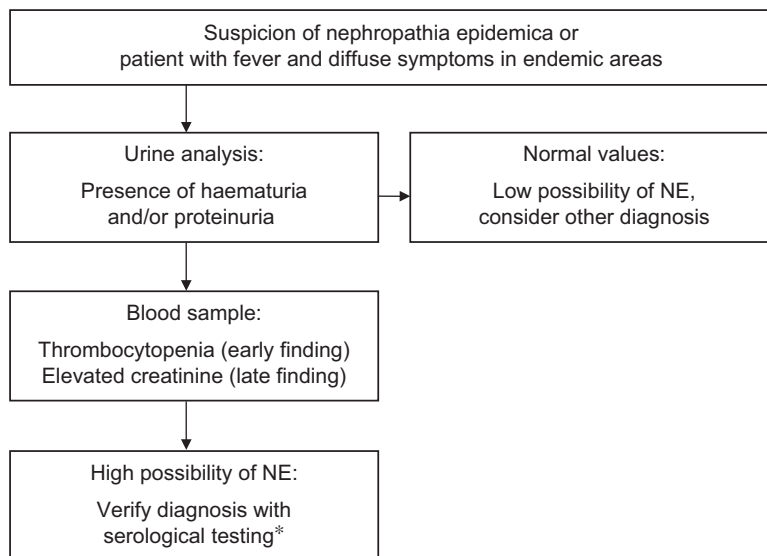 Suspicion of nephropathia epidemica or
patient with fever and diffuse symptoms in endemic areas
Urine analysis:
Presence of haematuria
and/or proteinuria
Normal values:
Low possibility of NE,
consider other diagnosis
Blood sample:
Thrombocytopenia (early finding)
Elevated creatinine (late finding)
High possibility of NE:
Verify diagnosis with
serological testing*